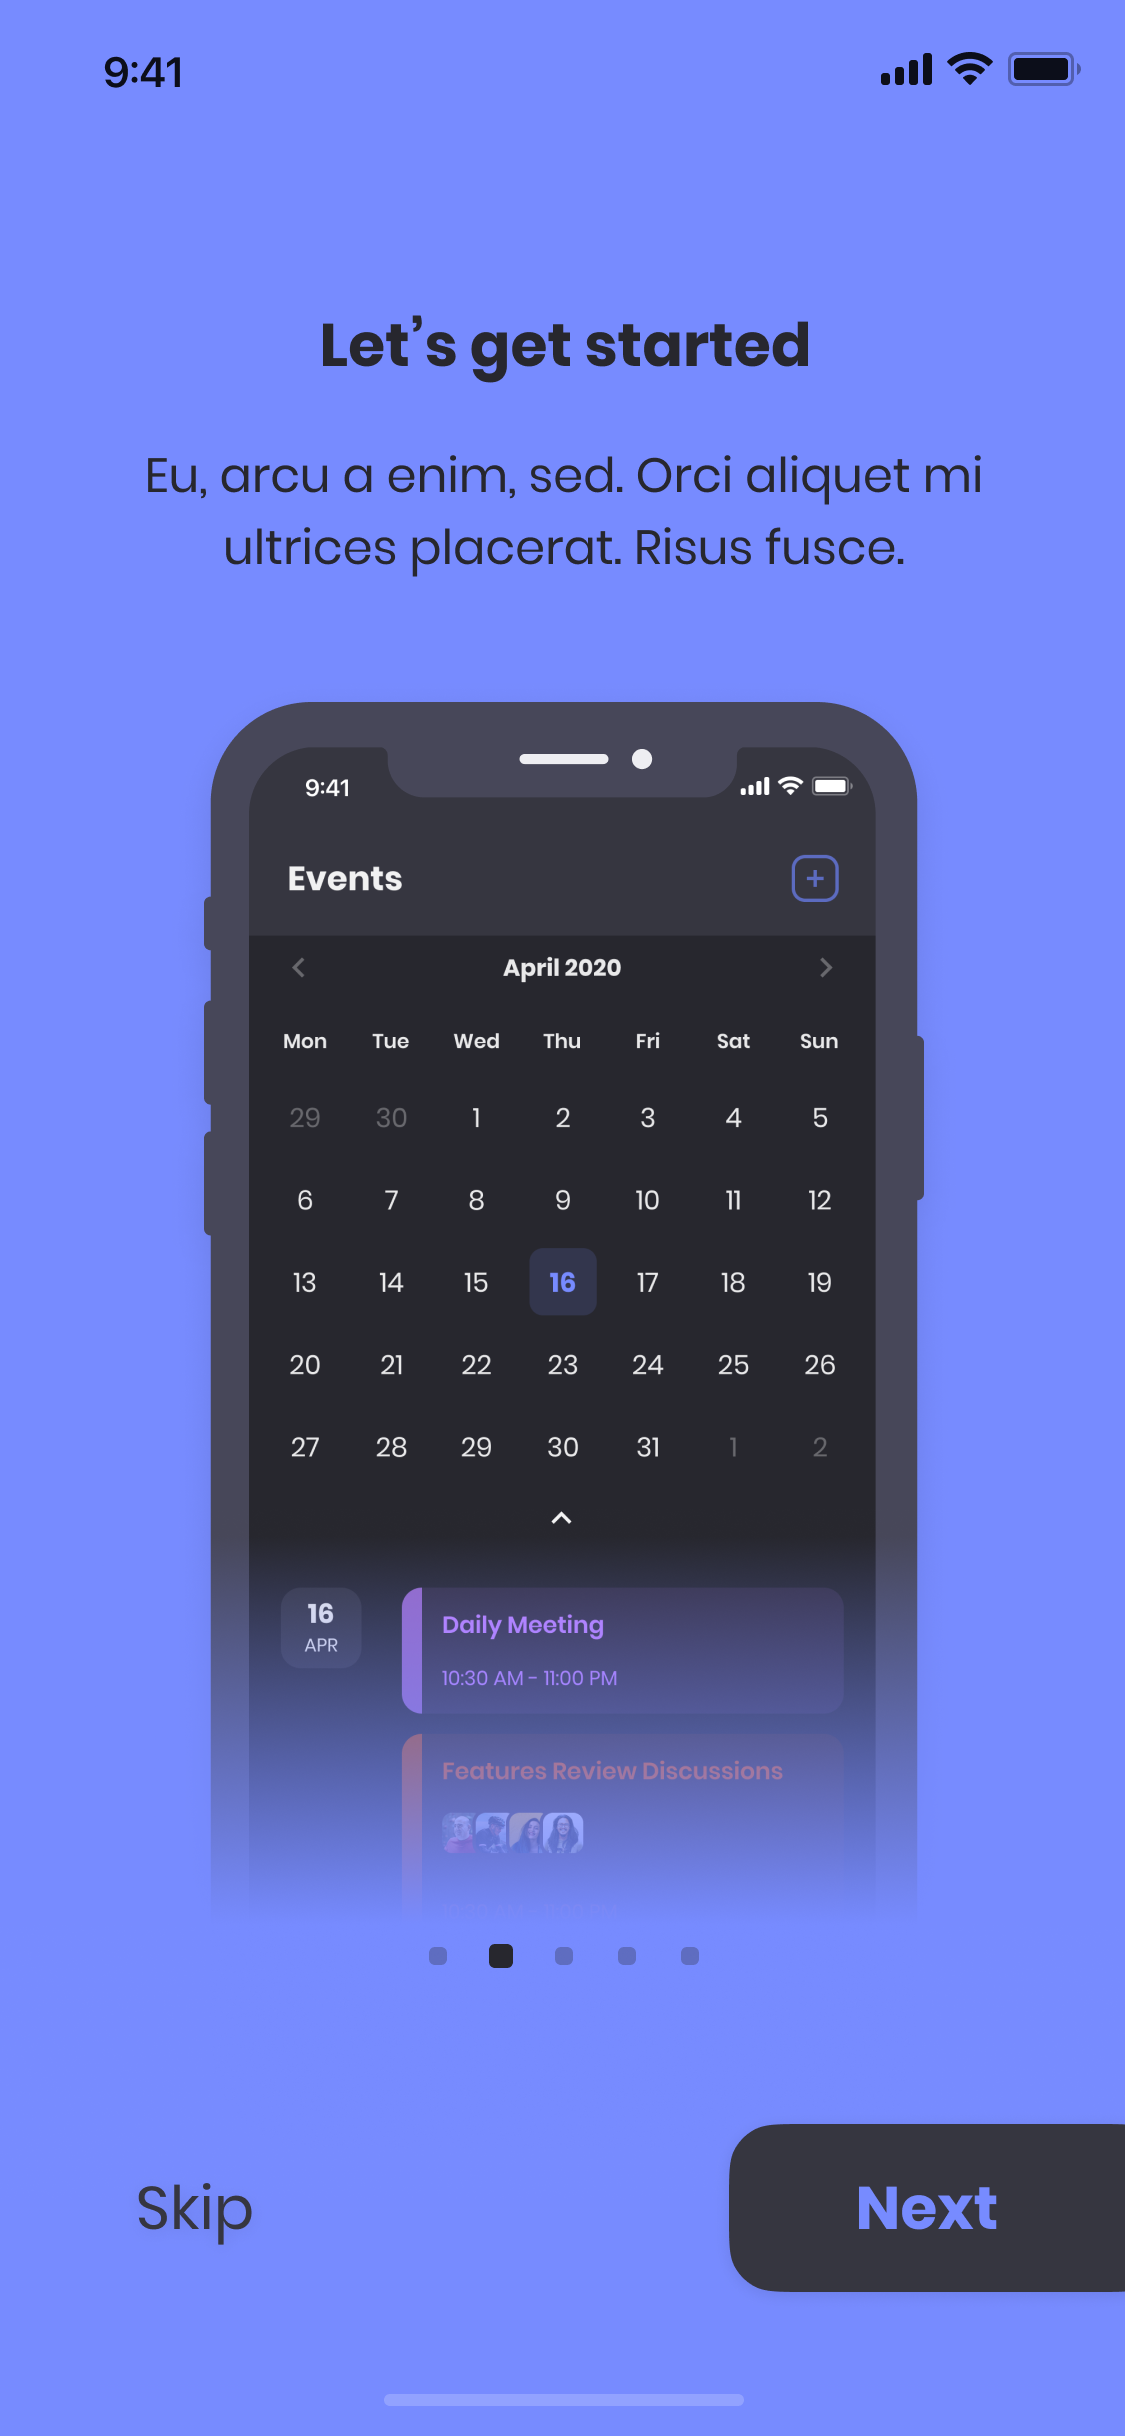 9:41
Let’s get started
Eu, arcu a enim, sed. Orci aliquet mi
ultrices placerat. Risus fusce.
9:41
Events
April 2020
Mon Tue Wed Thu Fri Sat Sun
29 30 1 2 3 4 5
6 7 8 9 10 11 12
13 14 15 16 17 18 19
20 21 22 23 24 25 26
27 28 29 30 31 1 2
16
APR
Daily Meeting
10:30 AM - 11:00 PM
Features Review Discussions
Skip
Next